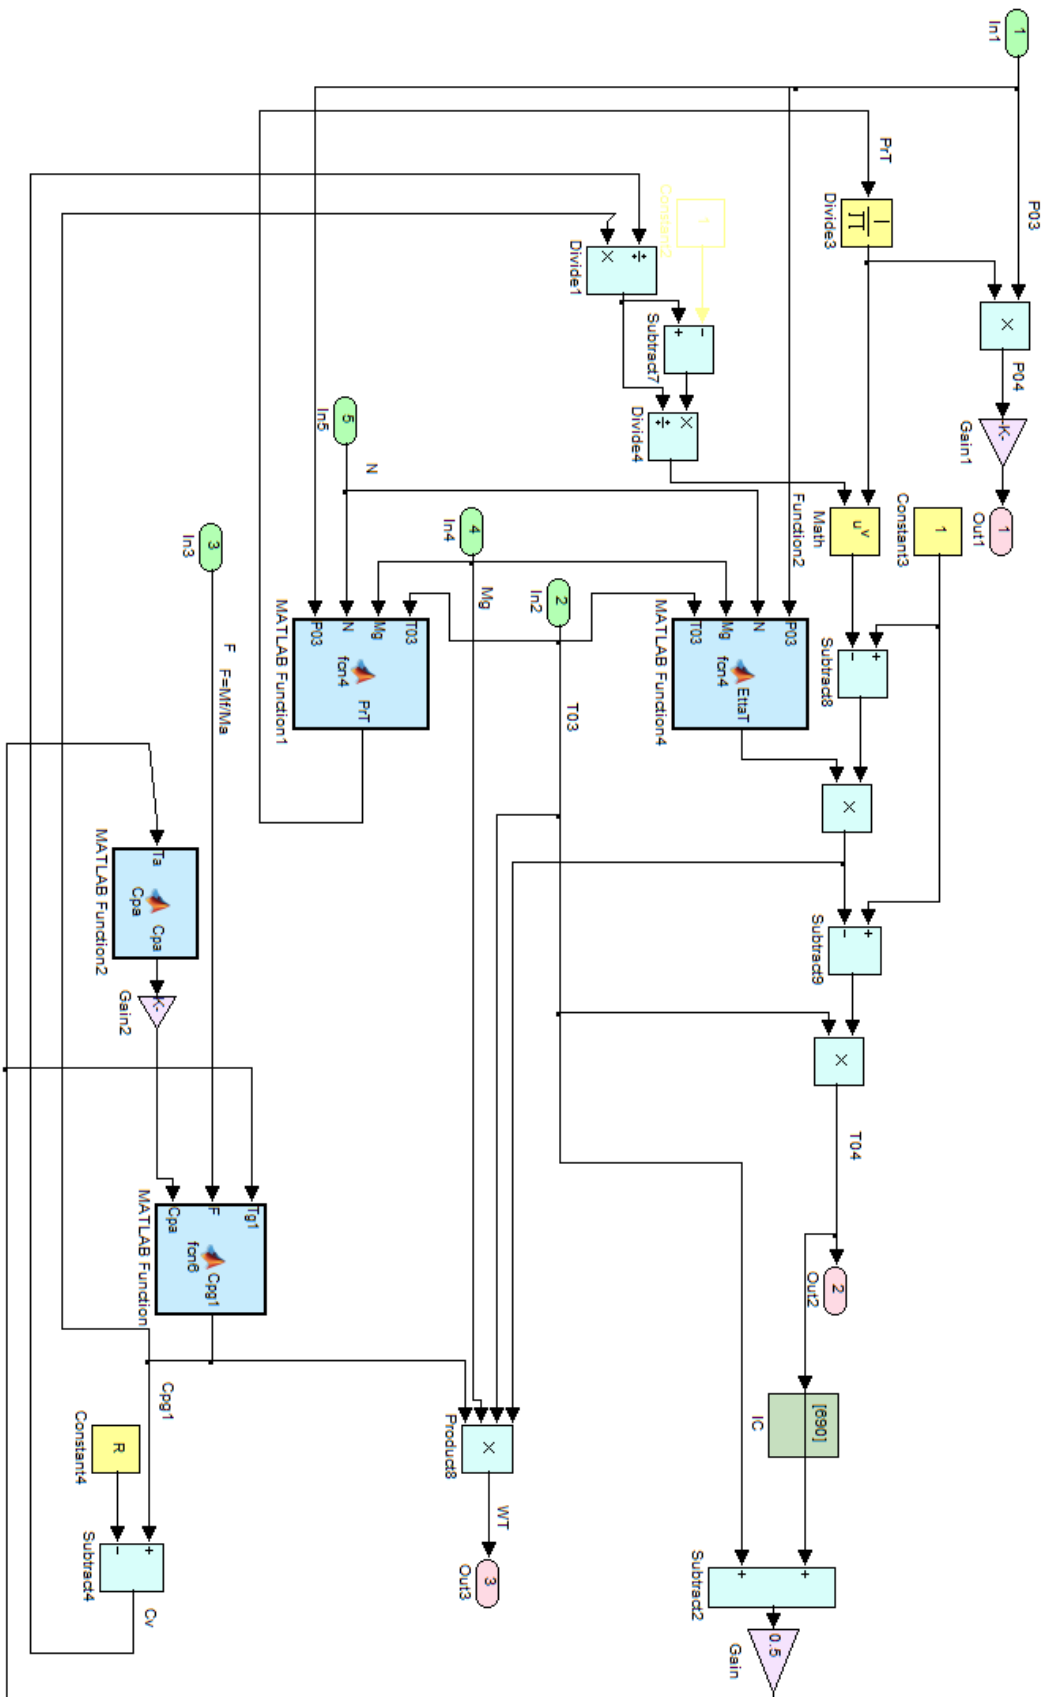 1
In1
P03
PrT
Divide3
1
Constant2
÷
×
Divide1
×
P04
-K-
Gain1
1
Out1
-
+
Subtract7
×
÷
Divide4
5
In5
N
u^v
Math
Function2
1
Constant3
3
In3
F F=Mf/Ma
4
In4
Mg
2
In2
T03
T03
Mg
N
P03
fcn4
PrT
MATLAB Function1
P03
N
Mg
T03
fcn4
EttaT
MATLAB Function4
+
-
Subtract8
×
+
-
Subtract9
×
T04
2
Out2
Ta
Cpa
Cpa
MATLAB Function2
K-
Gain2
Tg1
F
Cpa
fcn6
Cpg1
MATLAB Function
Cpg1
R
Constant4
+
-
Subtract4
Cv
×
Product8
WT
3
Out3
[690]
IC
+
+
Subtract2
0.5
Gain